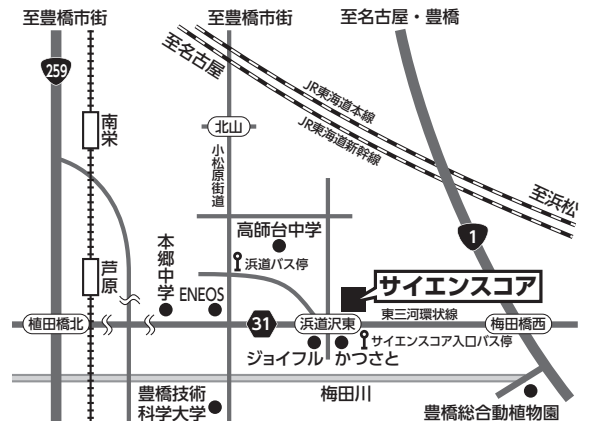 至豊橋市街
至豊橋市街
至名古屋・豊橋
至名古屋
259
JR東海道本線
JR東海道新幹線
南栄
北山
小松原街道
至浜松
1
高師台中学
浜道バス停
本郷中学
芦原
ENEOS
サイエンスコア
東三河環状線
植田橋北
31
浜道沢東
梅田橋西
サイエンスコア入口バス停
ジョイフル
かつさと
梅田川
豊橋技術
科学大学
豊橋総合動植物園